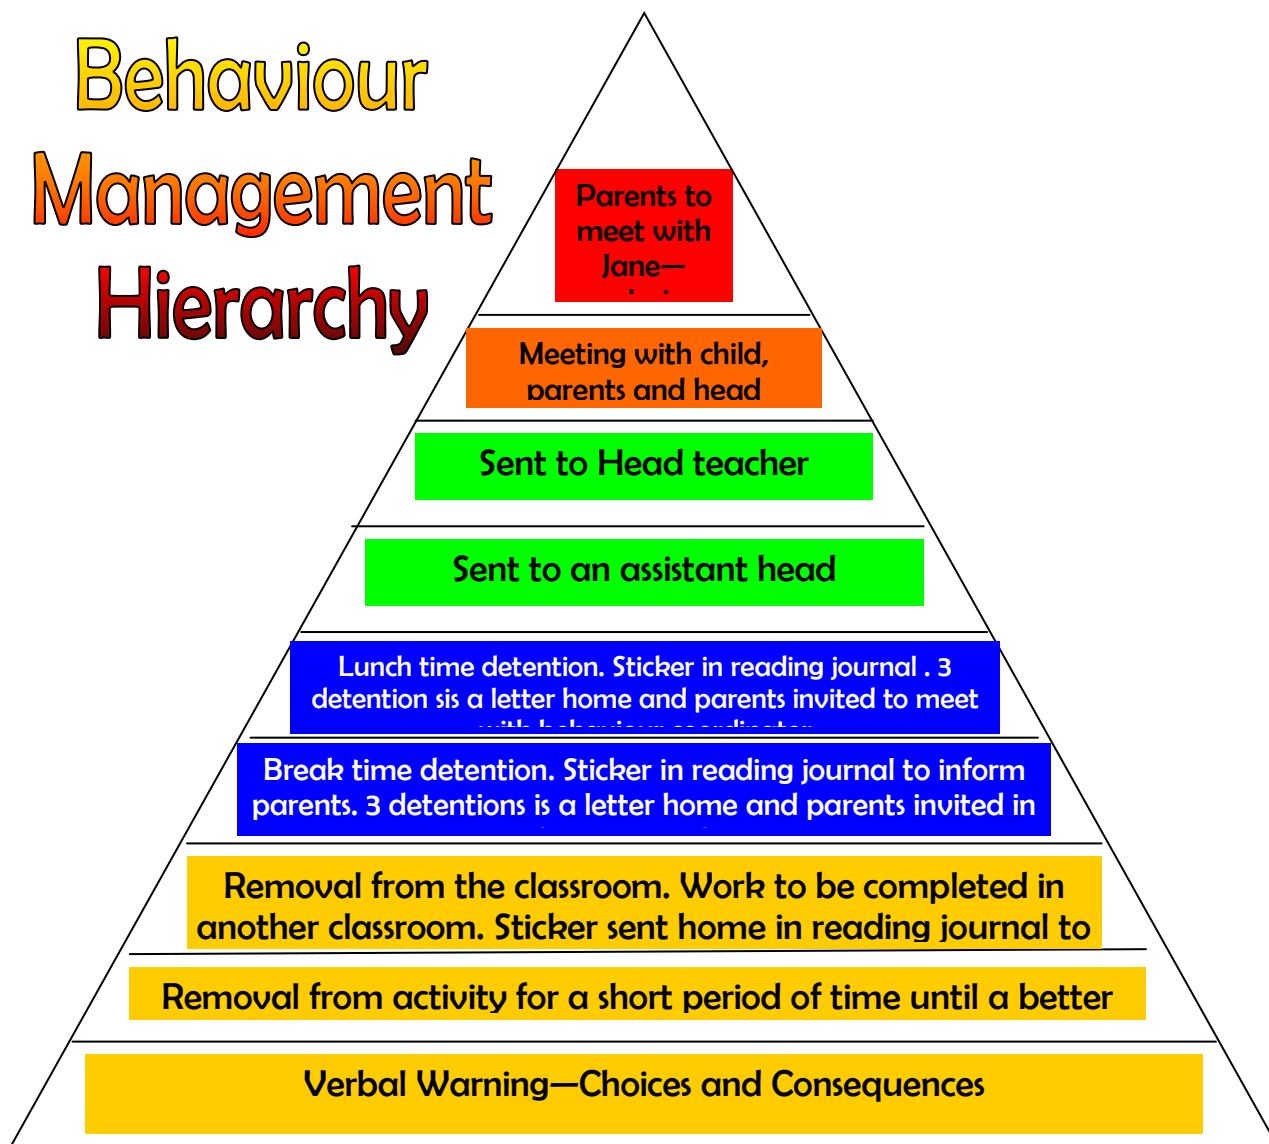 Behaviour
Management
Hierarchy
Parents to
meet with
Jane—
Meeting with child,
parents and head
Sent to Head teacher
Sent to an assistant head
Lunch time detention. Sticker in reading journal . 3
detention sis a letter home and parents invited to meet
with behaviour coordinator
Break time detention. Sticker in reading journal to inform
parents. 3 detentions is a letter home and parents invited in
Removal from the classroom. Work to be completed in
another classroom. Sticker sent home in reading journal to
Removal from activity for a short period of time until a better
Verbal Warning—Choices and Consequences